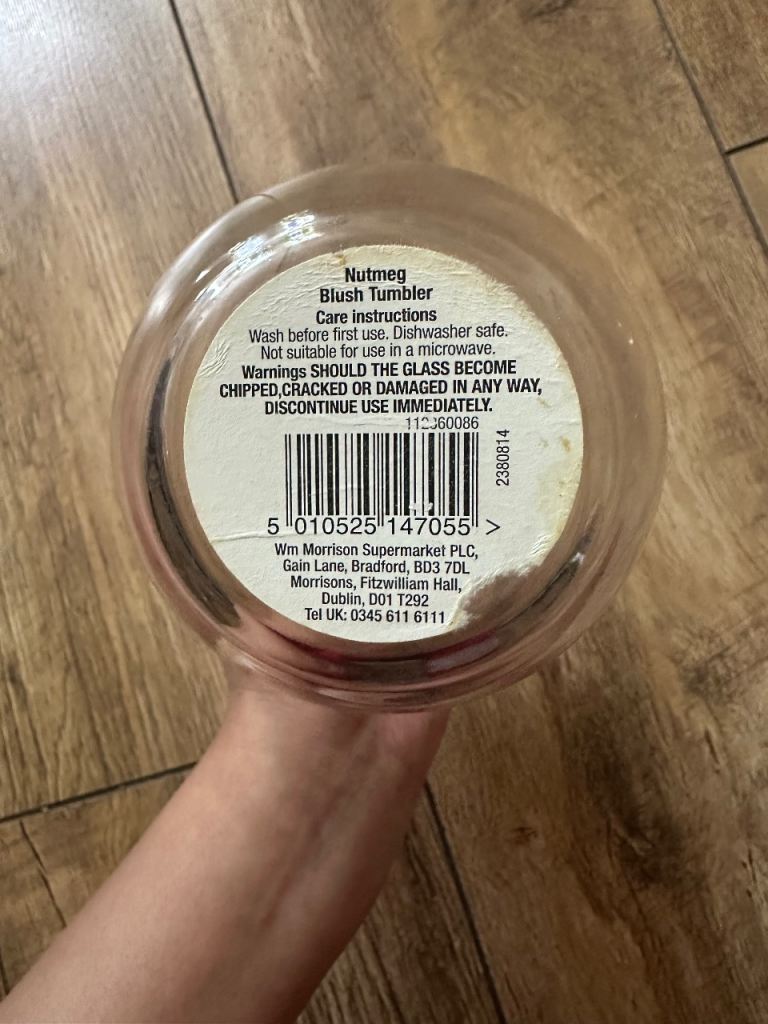 Nutmeg
Blush Tumbler
Care instructions
Wash before first use. Dishwasher safe.
Not suitable for use in a microwave.
Warnings SHOULD THE GLASS BECOME
CHIPPED,CRACKED OR DAMAGED IN ANY WAY,
DISCONTINUE USE IMMEDIATELY.
2380814
5 010525 147055 >
Wm Morrison Supermarket PLC,
Gain Lane, Bradford, BD3 7DL
Morrisons, Fitzwilliam Hall,
Dublin, D01 T292
Tel UK: 0345 611 6111